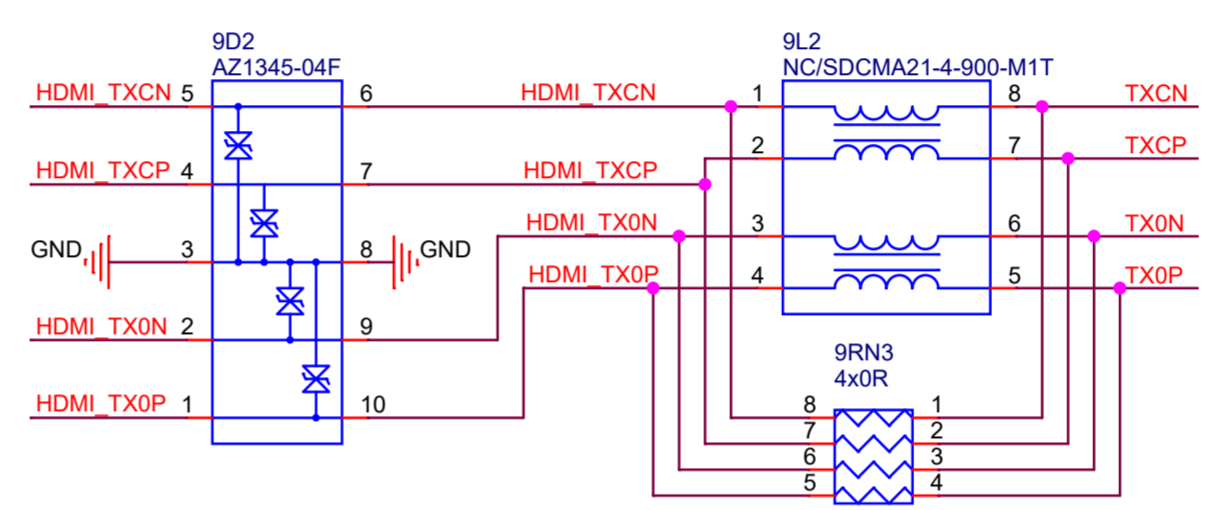 9D2
AZ1345-04F
9L2
NC/SDCMA21-4-900-M1T
HDMI_TXCN 5 6 HDMI_TXCN 1 8 TXCN
2 7 TXCP
HDMI_TXCP 4 7 HDMI_TXCP
HDMI_TX0N 3 6 TX0N
GND 3 8 GND
HDMI_TX0P 4 5 TX0P
HDMI_TX0N 2 9
9RN3
4x0R
HDMI_TX0P 1 10 8 1
7 2
6 3
5 4